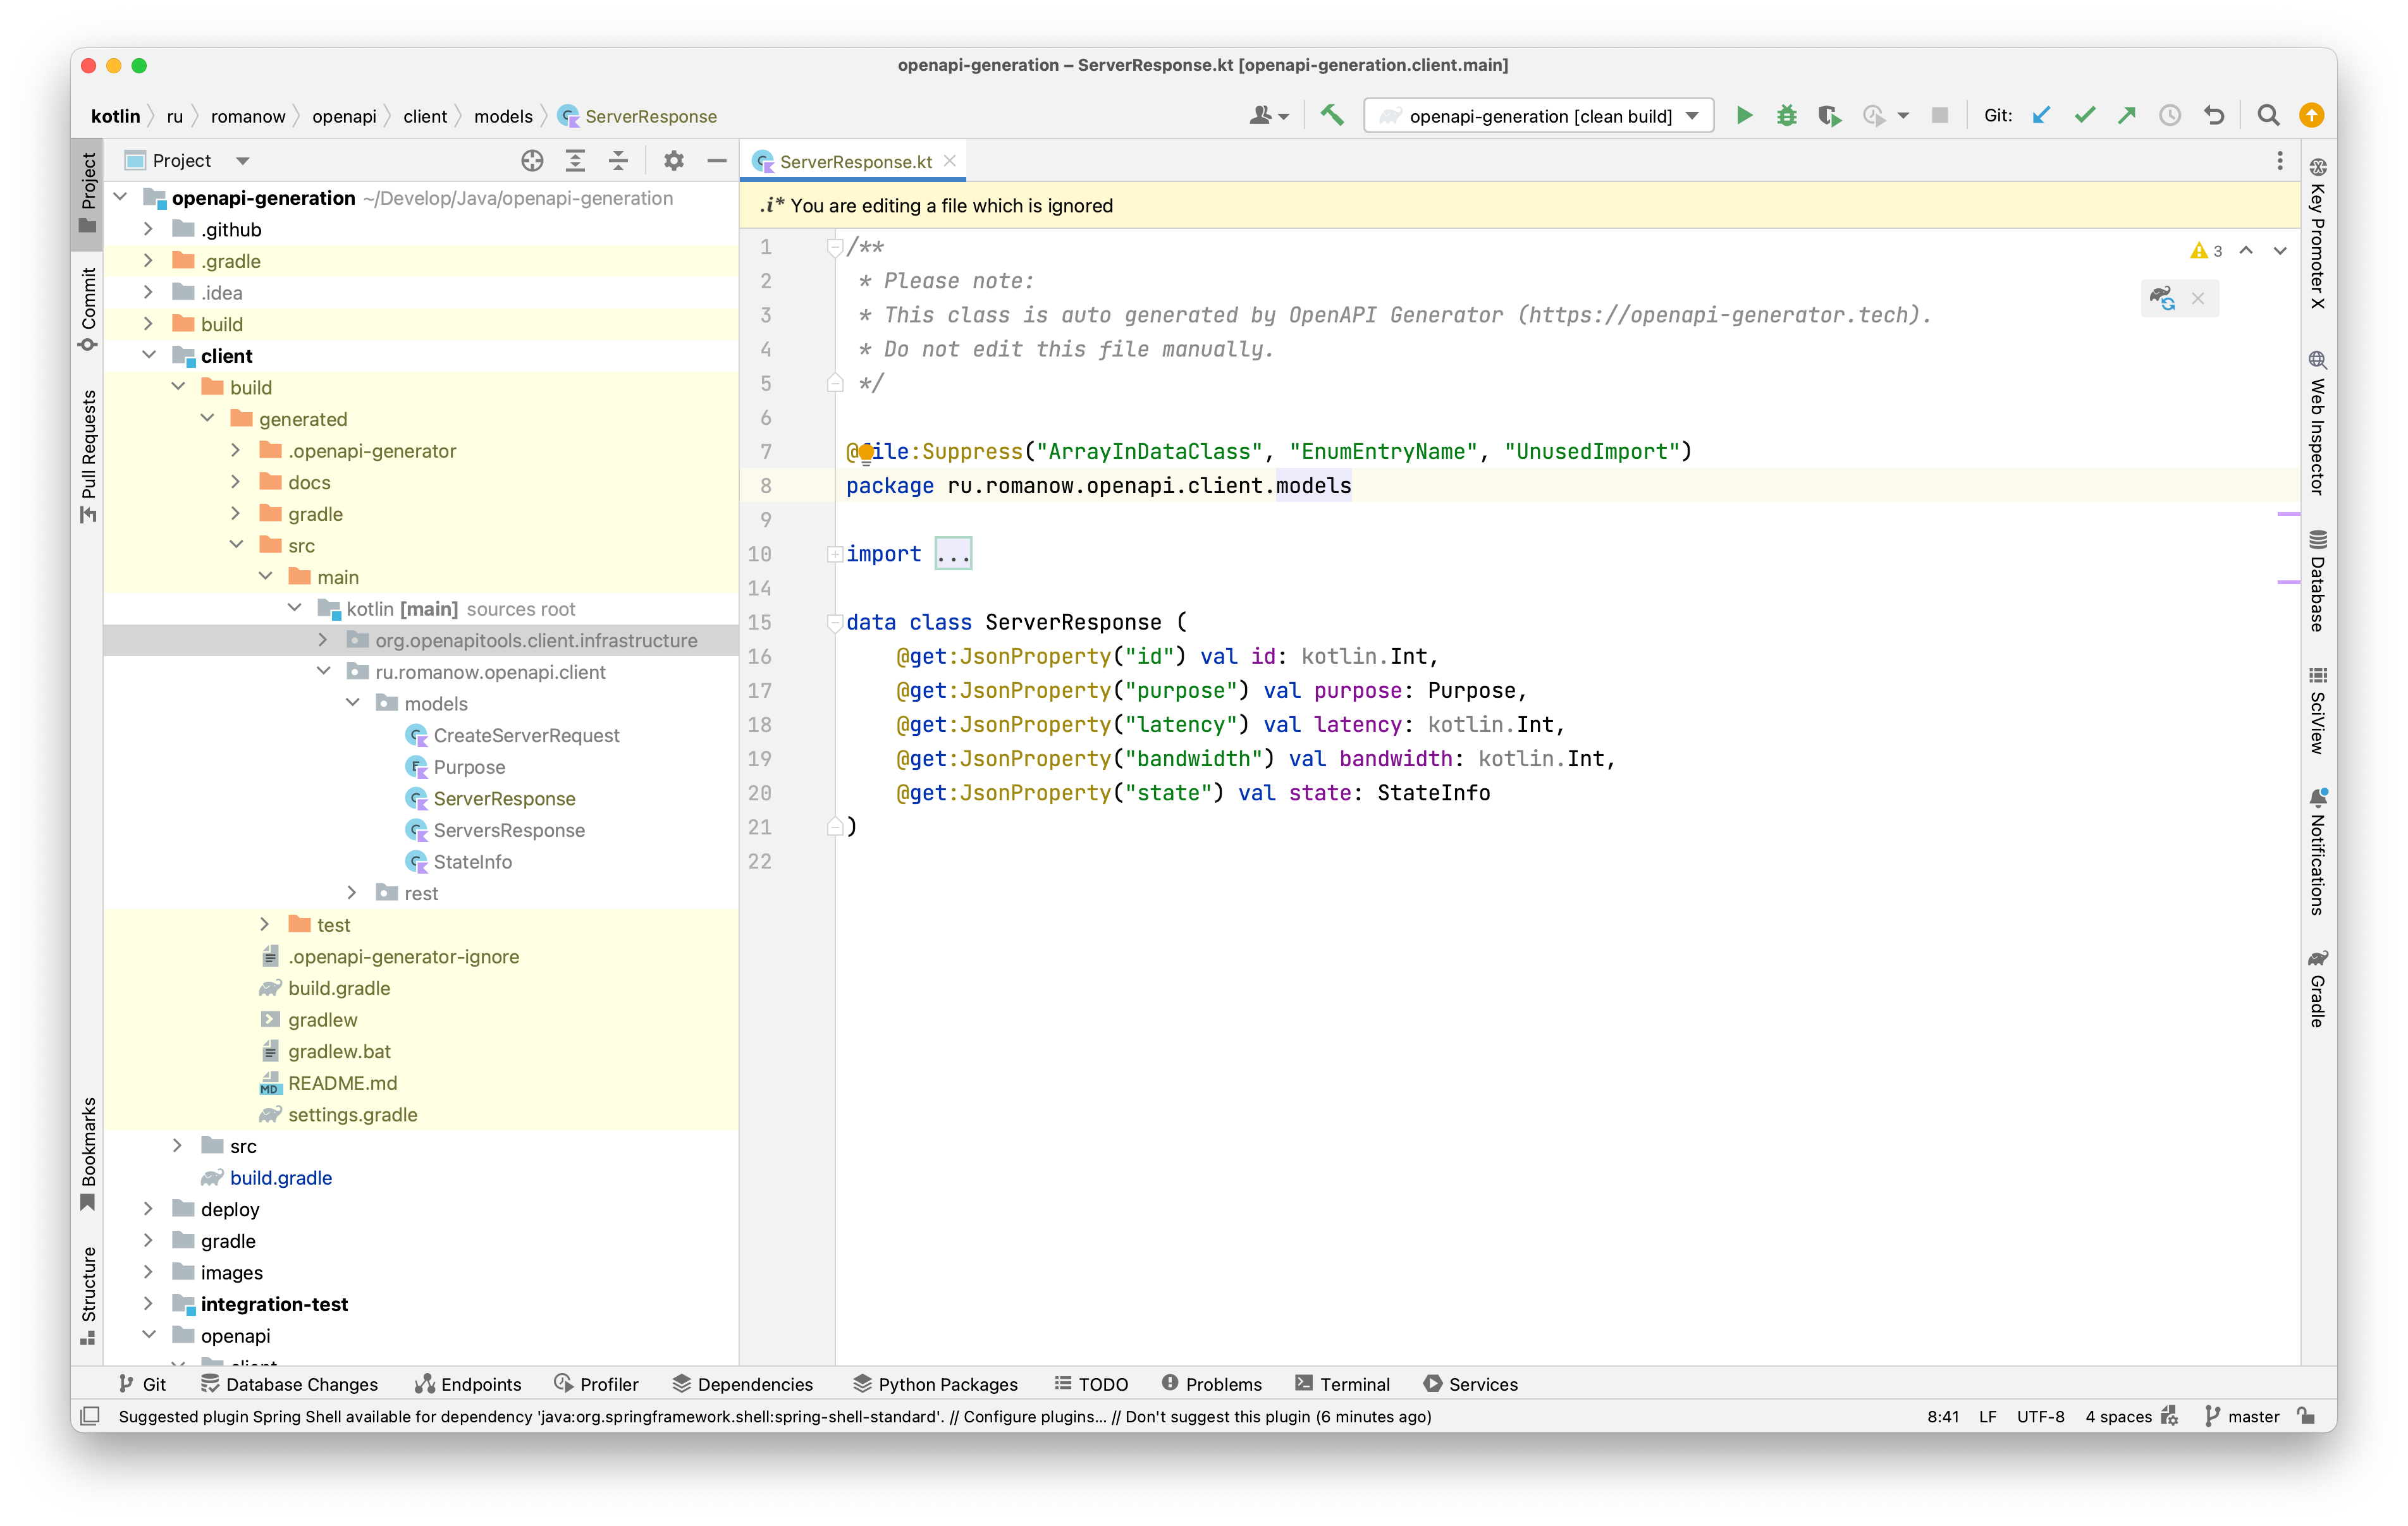 openapi-generation – ServerResponse.kt [openapi-generation.client.main]
kotlin ru romanow openapi client models ServerResponse
openapi-generation [clean build]
Git:
Project
Commit
Pull Requests
Bookmarks
Structure
Project
openapi-generation ~/Develop/Java/openapi-generation
.github
.gradle
.idea
build
client
build
generated
.openapi-generator
docs
gradle
src
main
kotlin [main] sources root
org.openapitools.client.infrastructure
ru.romanow.openapi.client
models
CreateServerRequest
Purpose
ServerResponse
ServersResponse
StateInfo
rest
test
.openapi-generator-ignore
build.gradle
gradlew
gradlew.bat
README.md
settings.gradle
src
build.gradle
deploy
gradle
images
integration-test
openapi
client
ServerResponse.kt
.i* You are editing a file which is ignored
3
1 /**
2 * Please note:
3 * This class is auto generated by OpenAPI Generator (https://openapi-generator.tech).
4 * Do not edit this file manually.
5 */
6
7 @file:Suppress("ArrayInDataClass", "EnumEntryName", "UnusedImport")
8 package ru.romanow.openapi.client.models
9
10 import ...
14
15 data class ServerResponse (
16 @get:JsonProperty("id") val id: kotlin.Int,
17 @get:JsonProperty("purpose") val purpose: Purpose,
18 @get:JsonProperty("latency") val latency: kotlin.Int,
19 @get:JsonProperty("bandwidth") val bandwidth: kotlin.Int,
20 @get:JsonProperty("state") val state: StateInfo
21 )
22
Key Promoter X
Web Inspector
Database
SciView
Notifications
Gradle
Git Database Changes Endpoints Profiler Dependencies Python Packages TODO Problems Terminal Services
Suggested plugin Spring Shell available for dependency 'java:org.springframework.shell:spring-shell-standard'. // Configure plugins... // Don't suggest this plugin (6 minutes ago)
8:41 LF UTF-8 4 spaces master